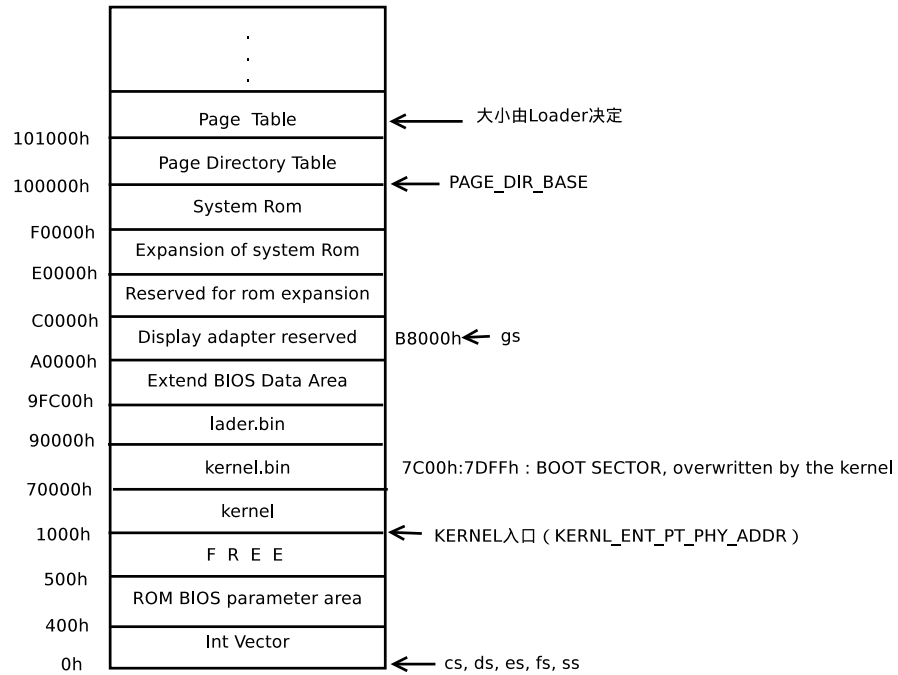 .
.
.
Page Table
大小由Loader决定
101000h
Page Directory Table
100000h
PAGE_DIR_BASE
System Rom
F0000h
Expansion of system Rom
E0000h
Reserved for rom expansion
C0000h
Display adapter reserved
B8000h
gs
A0000h
Extend BIOS Data Area
9FC00h
lader.bin
90000h
kernel.bin
7C00h:7DFFh : BOOT SECTOR, overwritten by the kernel
70000h
kernel
1000h
KERNEL入口 ( KERNL_ENT_PT_PHY_ADDR )
F R E E
500h
ROM BIOS parameter area
400h
Int Vector
0h
cs, ds, es, fs, ss